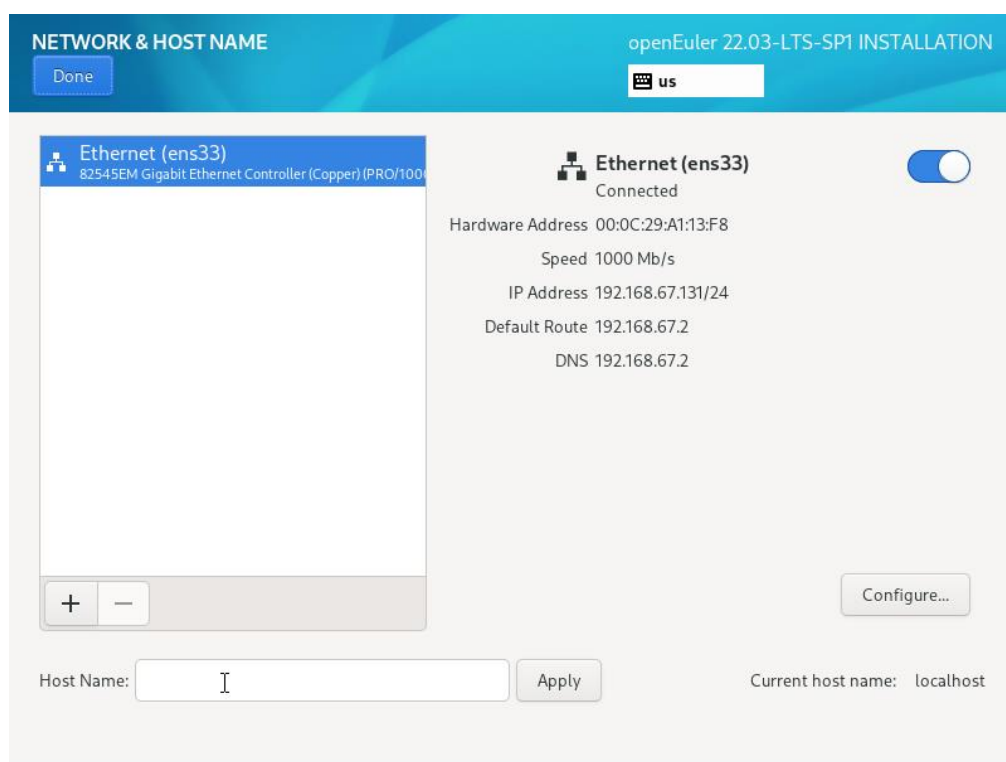 NETWORK & HOST NAME
openEuler 22.03-LTS-SP1 INSTALLATION
Done
us
Ethernet (ens33)
82545EM Gigabit Ethernet Controller (Copper) (PRO/100
Ethernet (ens33)
Connected
Hardware Address 00:0C:29:A1:13:F8
Speed 1000 Mb/s
IP Address 192.168.67.131/24
Default Route 192.168.67.2
DNS 192.168.67.2
+ −
Configure...
Host Name:
Apply
Current host name: localhost